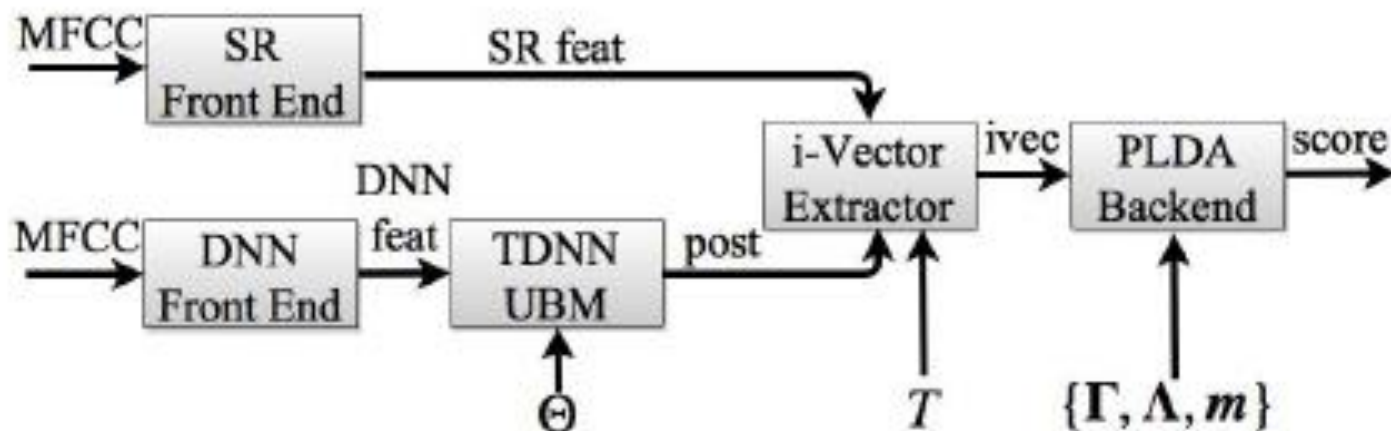 MFCC
SR
Front End
SR feat
MFCC
DNN
Front End
DNN
feat
TDNN
UBM
post
i-Vector
Extractor
ivec
PLDA
Backend
score
Θ
T
{Γ, Λ, m}